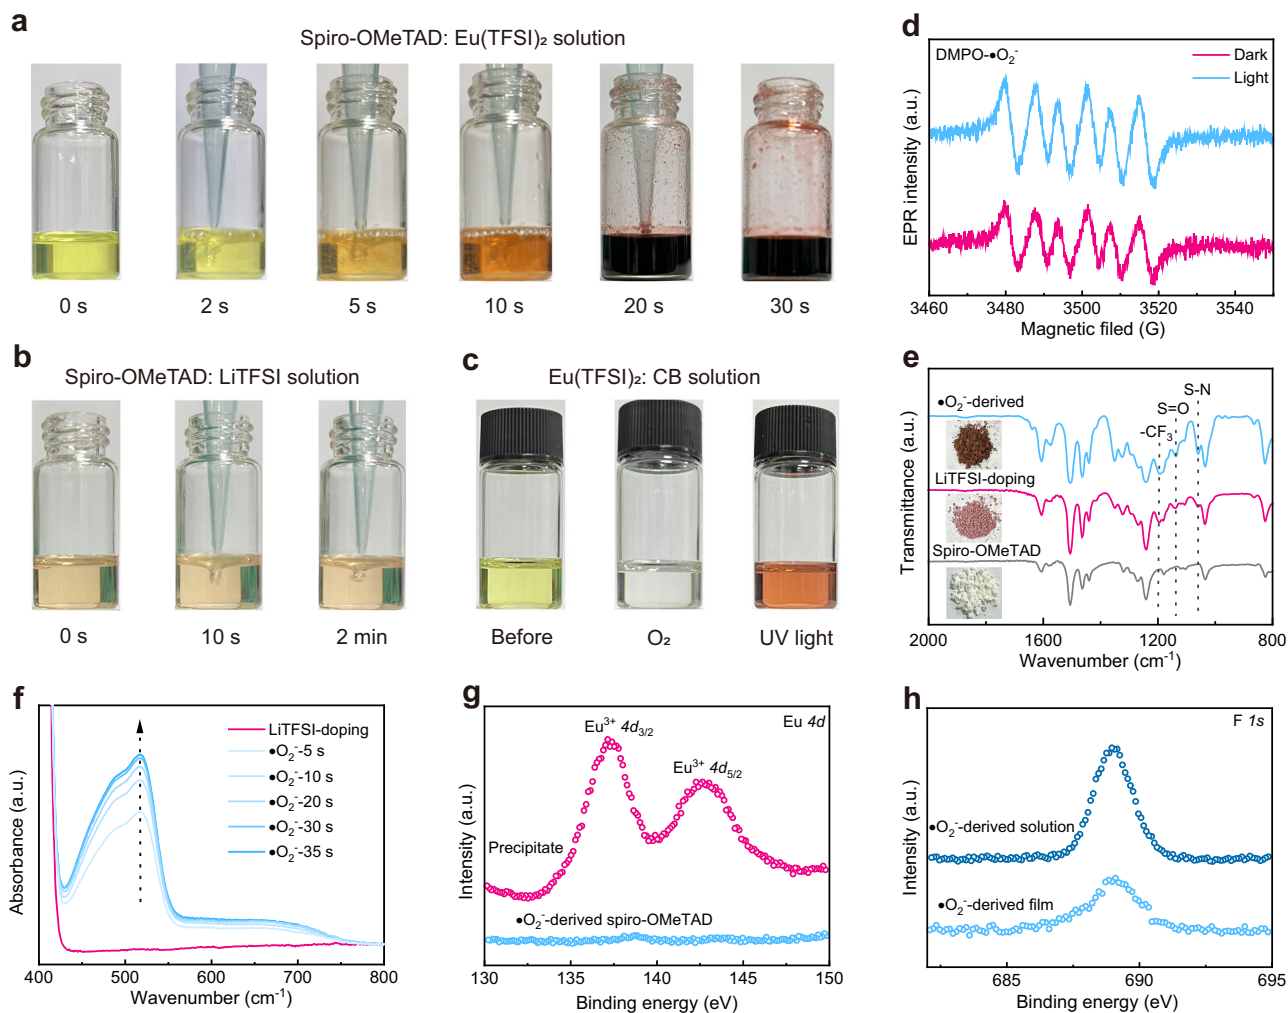 a
Spiro-OMeTAD: Eu(TFSI)₂ solution
0 s
2 s
5 s
10 s
20 s
30 s
b
Spiro-OMeTAD: LiTFSI solution
0 s
10 s
2 min
c
Eu(TFSI)₂: CB solution
Before
O₂
UV light
d
DMPO-●O₂⁻
Dark
Light
EPR intensity (a.u.)
3460 3480 3500 3520 3540
Magnetic filed (G)
e
●O₂⁻-derived
S-N
S=O
-CF₃
LiTFSI-doping
Spiro-OMeTAD
Transmittance (a.u.)
2000 1600 1200 800
Wavenumber (cm⁻¹)
f
LiTFSI-doping
●O₂⁻-5 s
●O₂⁻-10 s
●O₂⁻-20 s
●O₂⁻-30 s
●O₂⁻-35 s
Absorbance (a.u.)
400 500 600 700 800
Wavenumber (cm⁻¹)
g
Eu 4d
Eu³⁺ 4d₃/₂
Eu³⁺ 4d₅/₂
Precipitate
●O₂⁻-derived spiro-OMeTAD
Intensity (a.u.)
130 135 140 145 150
Binding energy (eV)
h
F 1s
●O₂⁻-derived solution
●O₂⁻-derived film
Intensity (a.u.)
685 690 695
Binding energy (eV)